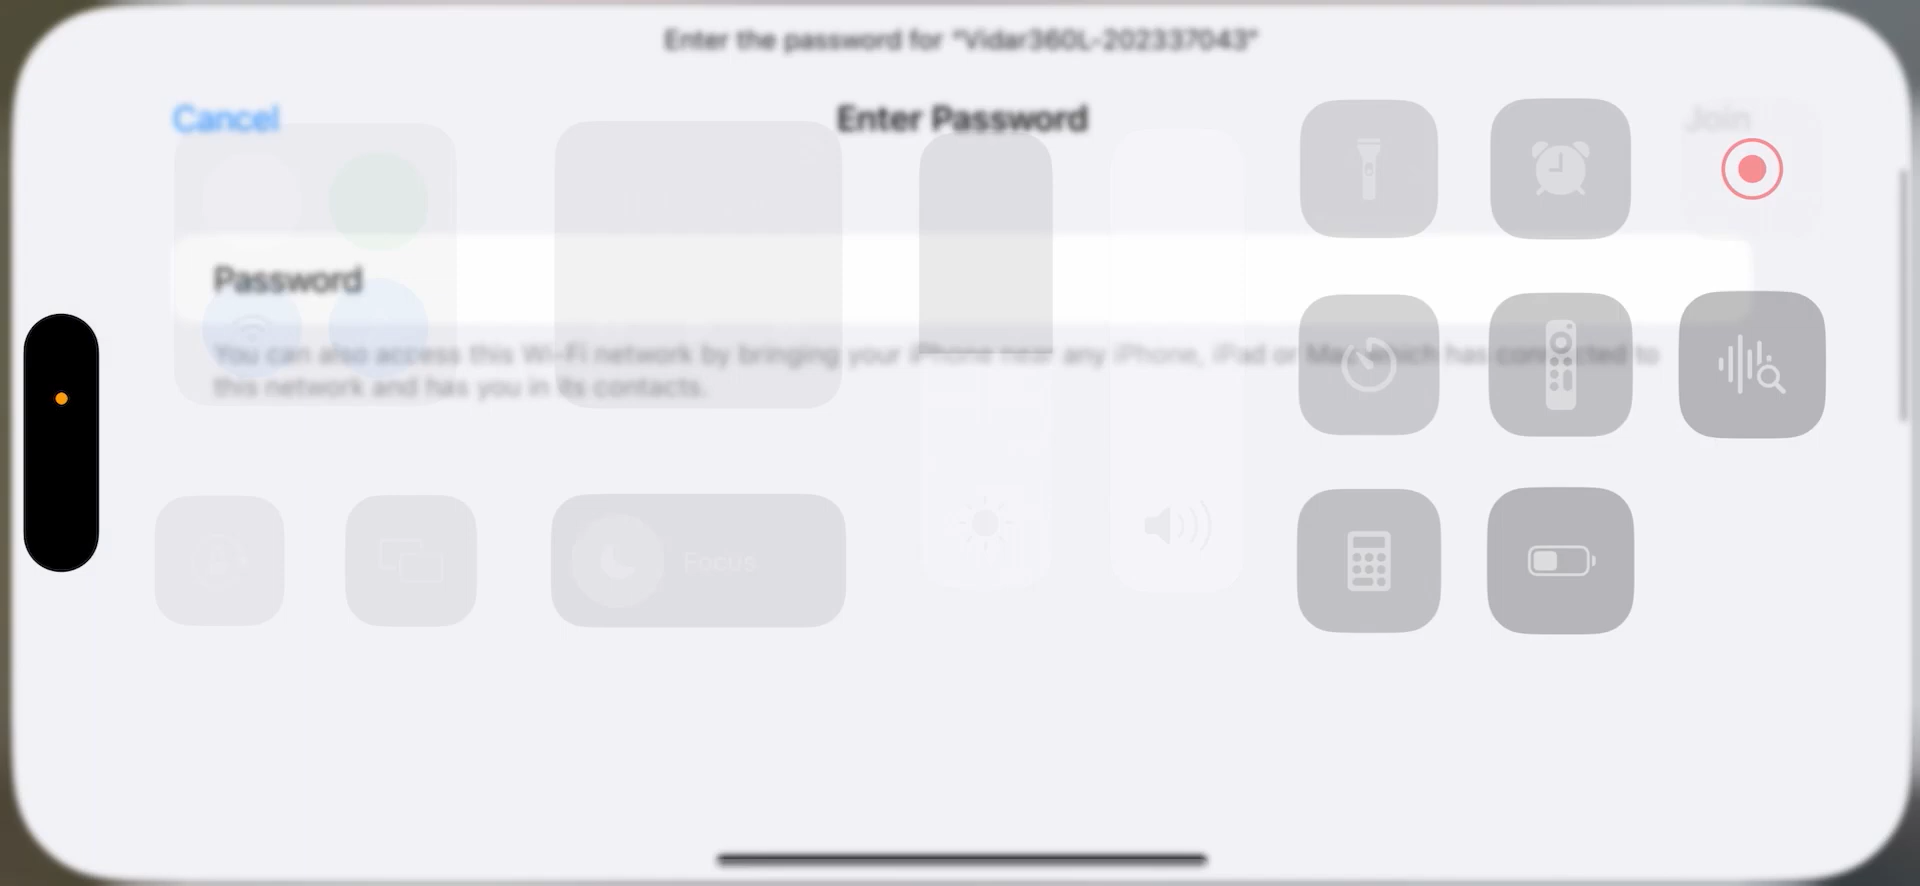 Enter the password for "Vidar360L-202337043"
Cancel
Enter Password
Join
Password
You can also access this Wi-Fi network by bringing your iPhone near any iPhone, iPad or Mac which has connected to
this network and has you in its contacts.
Focus